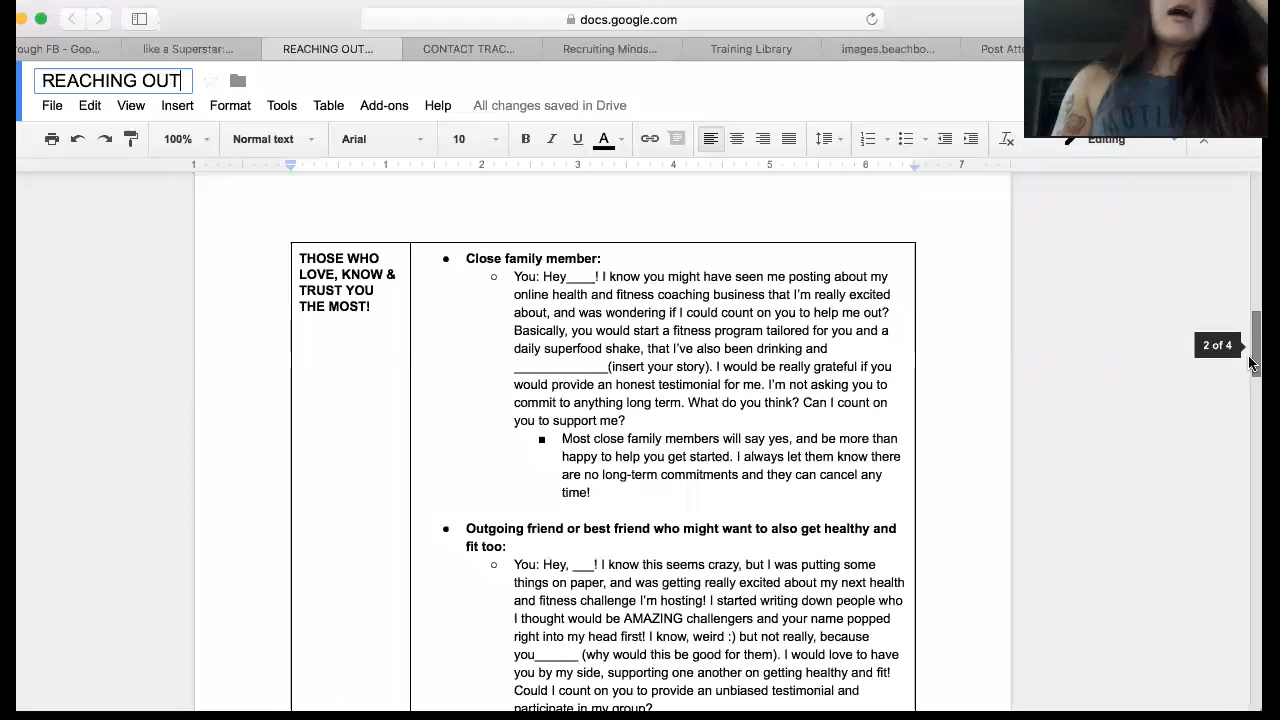 docs.google.com
rough FB - Goo...
like a Superstar:...
REACHING OUT...
CONTACT TRAC...
Recruiting Minds...
Training Library
images.beachbo...
Post Atte
REACHING OUT
File Edit View Insert Format Tools Table Add-ons Help All changes saved in Drive
100% Normal text Arial 10 B I U A Editing
1 1 2 3 4 5 6 7
THOSE WHO
LOVE, KNOW &
TRUST YOU
THE MOST!
● Close family member:
○ You: Hey____! I know you might have seen me posting about my
online health and fitness coaching business that I'm really excited
about, and was wondering if I could count on you to help me out?
Basically, you would start a fitness program tailored for you and a
daily superfood shake, that I've also been drinking and
_____________(insert your story). I would be really grateful if you
would provide an honest testimonial for me. I'm not asking you to
commit to anything long term. What do you think? Can I count on
you to support me?
■ Most close family members will say yes, and be more than
happy to help you get started. I always let them know there
are no long-term commitments and they can cancel any
time!
● Outgoing friend or best friend who might want to also get healthy and
fit too:
○ You: Hey, ___! I know this seems crazy, but I was putting some
things on paper, and was getting really excited about my next health
and fitness challenge I'm hosting! I started writing down people who
I thought would be AMAZING challengers and your name popped
right into my head first! I know, weird :) but not really, because
you______ (why would this be good for them). I would love to have
you by my side, supporting one another on getting healthy and fit!
Could I count on you to provide an unbiased testimonial and
participate in my group?
2 of 4